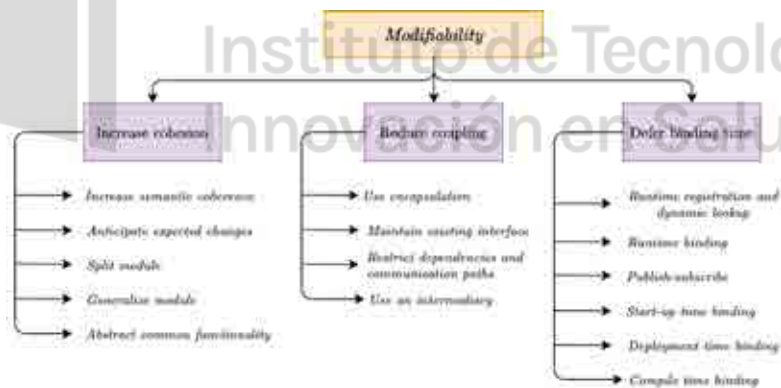 Instituto de Tecnolo
Innovación en Salu
Modifiability
Increase cohesion
Reduce coupling
Defer binding time
Increase semantic coherence
Anticipate expected changes
Split module
Generalize module
Abstract common functionality
Use encapsulation
Maintain existing interface
Restrict dependencies and
communication paths
Use an intermediary
Runtime registration and
dynamic lookup
Runtime binding
Publish-subscribe
Start-up time binding
Deployment time binding
Compile time binding